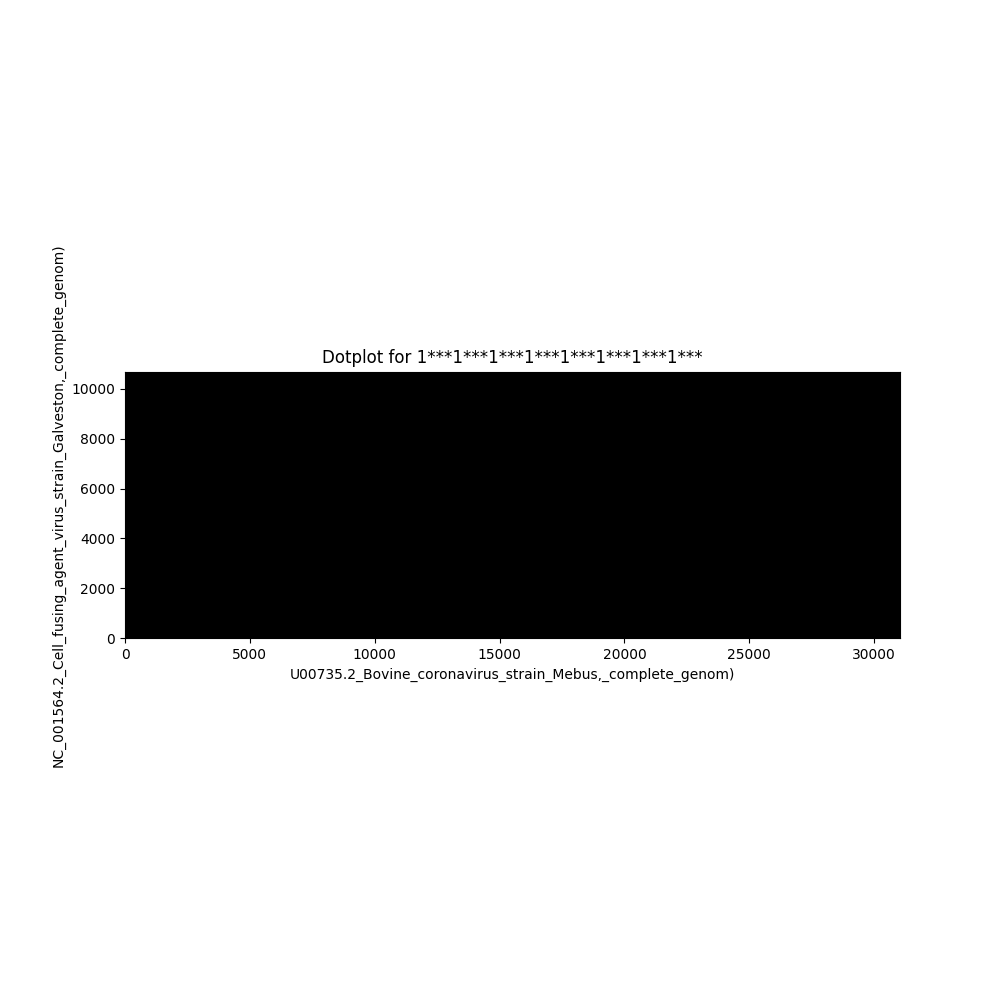 Dotplot for 1***1***1***1***1***1***1***1***
NC_001564.2_Cell_fusing_agent_virus_strain_Galveston,_complete_genom)
10000
8000
6000
4000
2000
0
0 5000 10000 15000 20000 25000 30000
U00735.2_Bovine_coronavirus_strain_Mebus,_complete_genom)